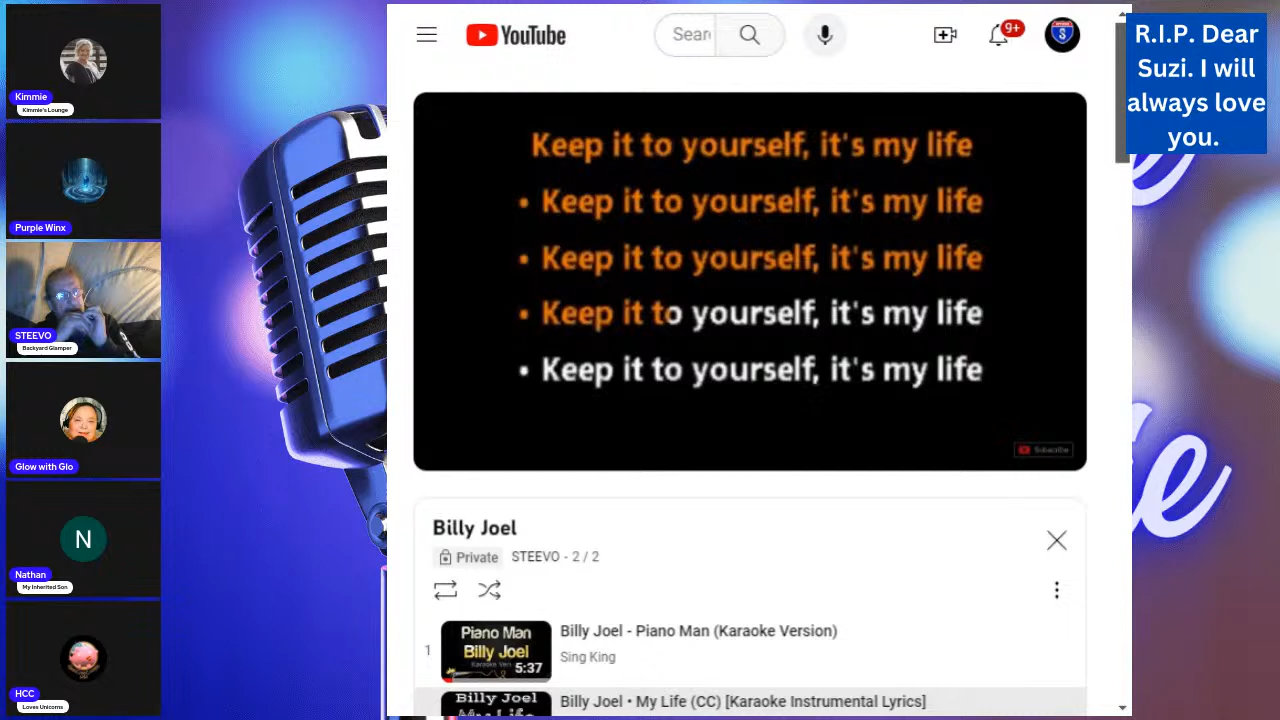 Kimmie
Kimmie's Lounge
Purple Winx
STEEVO
Backyard Glamper
Glow with Glo
N
Nathan
My Inherited Son
HCC
Loves Unicorns
YouTube
Sear
9+
Keep it to yourself, it's my life
• Keep it to yourself, it's my life
• Keep it to yourself, it's my life
• Keep it to yourself, it's my life
• Keep it to yourself, it's my life
Subscribe
Billy Joel
Private STEEVO - 2 / 2
1
Piano Man
Billy Joel
Karaoke Ver
5:37
Billy Joel - Piano Man (Karaoke Version)
Sing King
Billy Joel
Billy Joel • My Life (CC) [Karaoke Instrumental Lyrics]
R.I.P. Dear
Suzi. I will
always love
you.